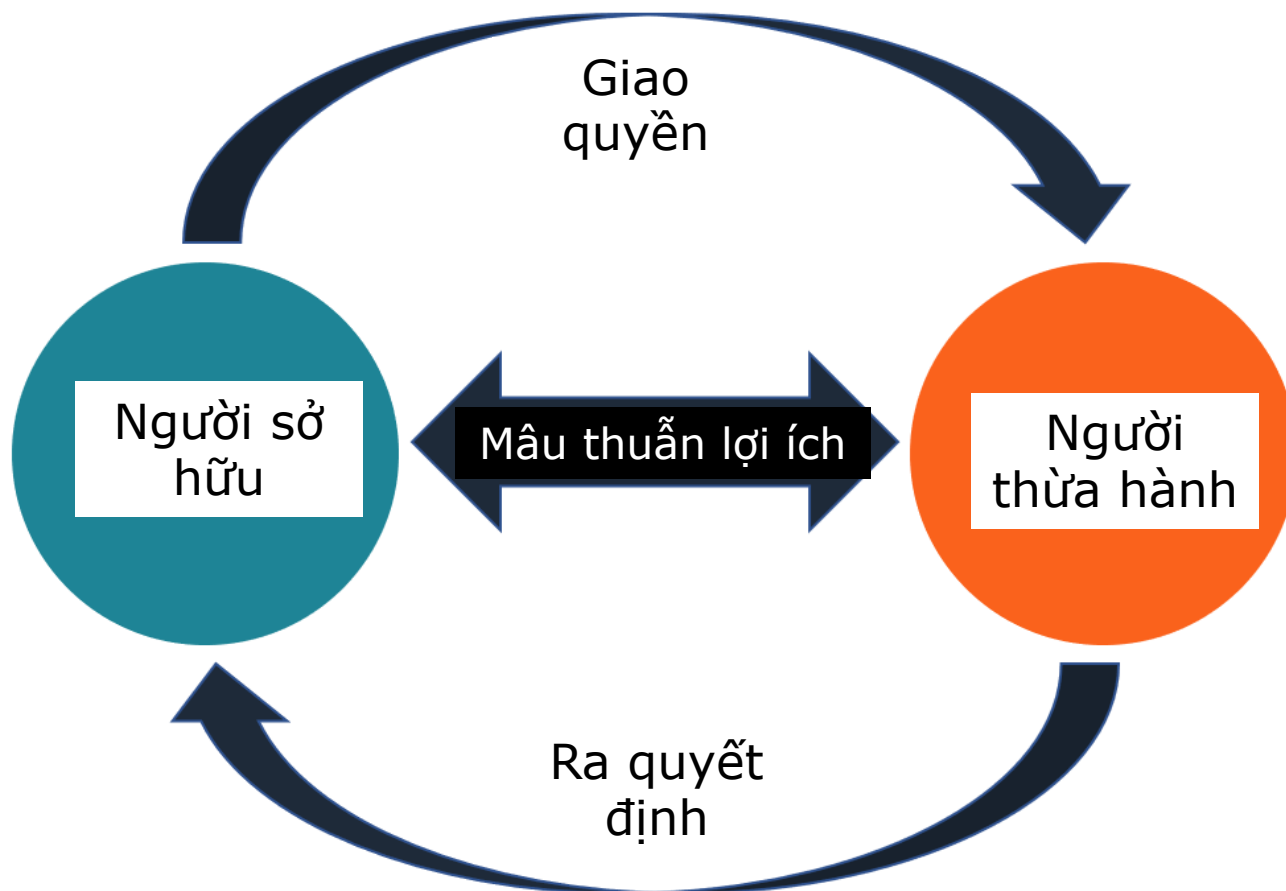 Giao
quyền
Người sở
hữu
Mâu thuẫn lợi ích
Người
thừa hành
Ra quyết
định